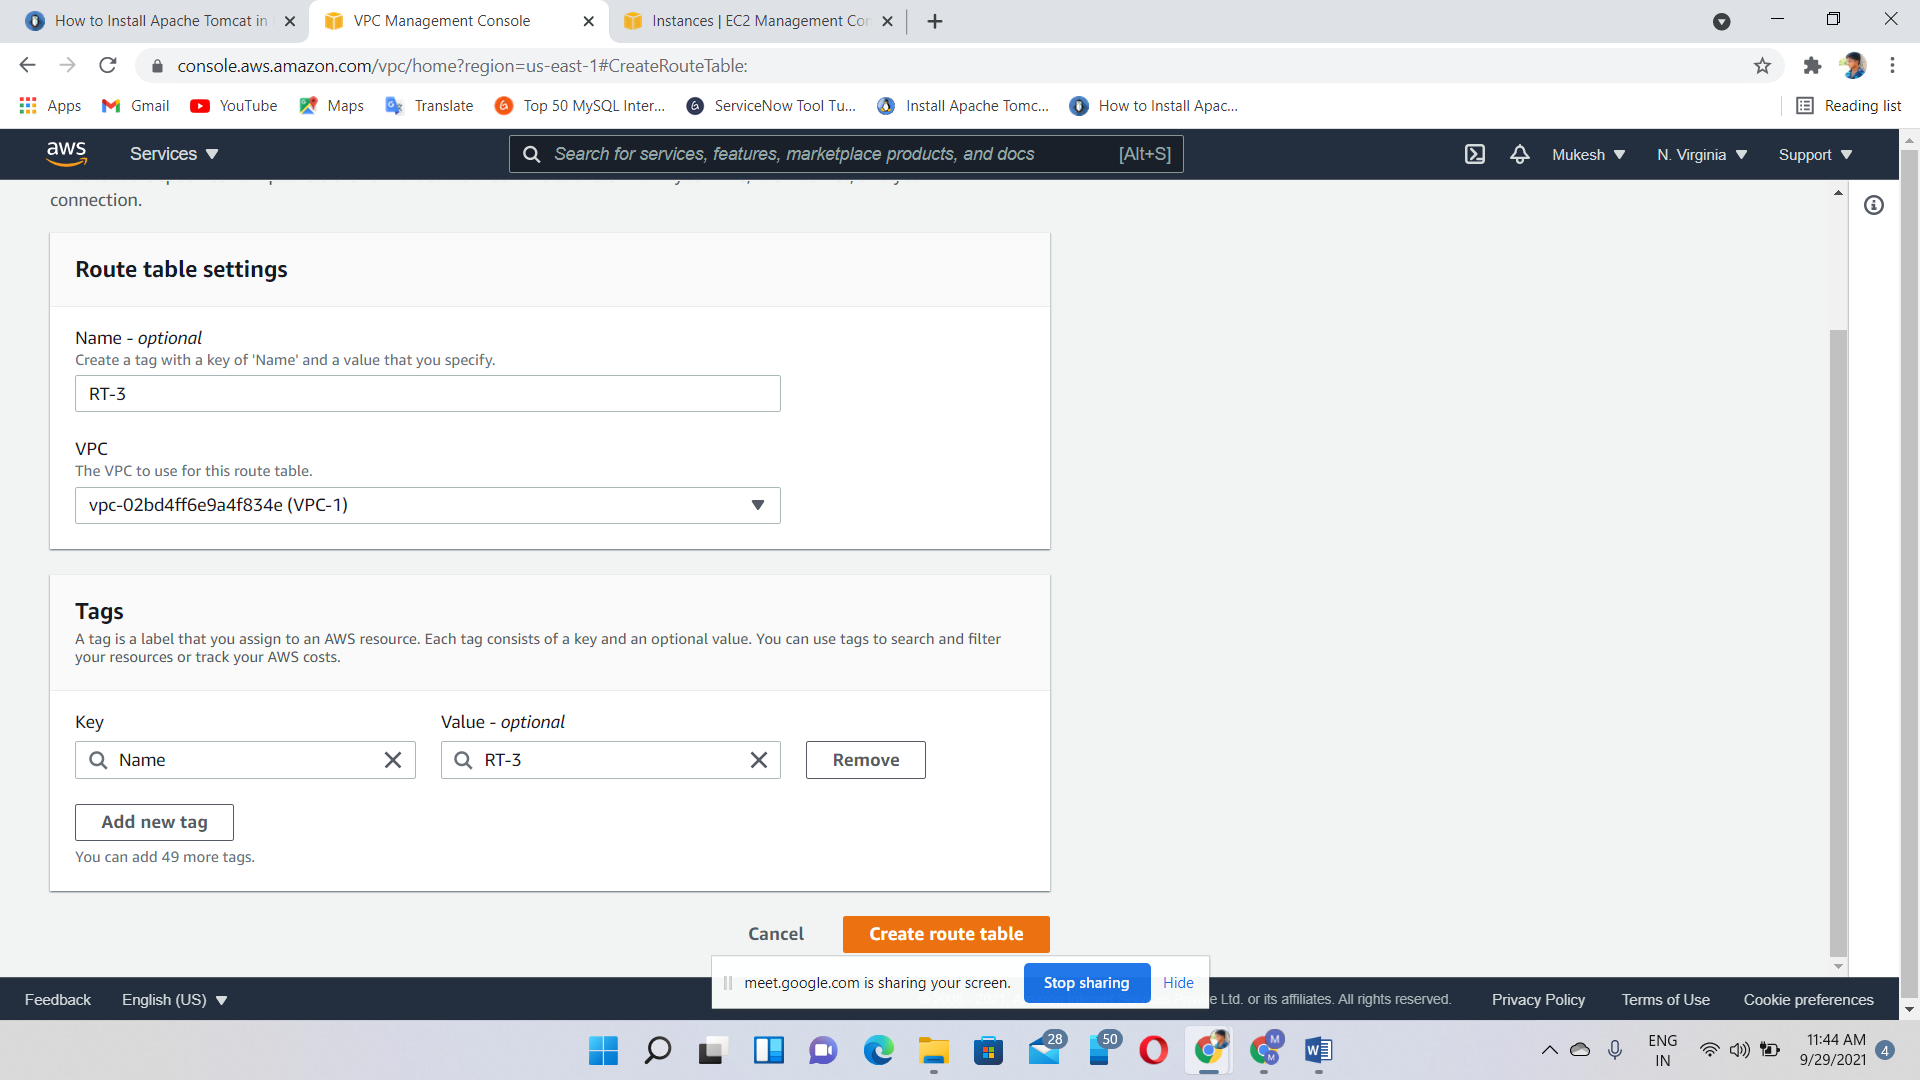 How to Install Apache Tomcat in
VPC Management Console
Instances | EC2 Management Con
console.aws.amazon.com/vpc/home?region=us-east-1#CreateRouteTable:
Apps
Gmail
YouTube
Maps
Translate
Top 50 MySQL Inter...
ServiceNow Tool Tu...
Install Apache Tomc...
How to Install Apac...
Reading list
aws
Services
Search for services, features, marketplace products, and docs
[Alt+S]
Mukesh
N. Virginia
Support
connection.
Route table settings
Name - optional
Create a tag with a key of 'Name' and a value that you specify.
RT-3
VPC
The VPC to use for this route table.
vpc-02bd4ff6e9a4f834e (VPC-1)
Tags
A tag is a label that you assign to an AWS resource. Each tag consists of a key and an optional value. You can use tags to search and filter
your resources or track your AWS costs.
Key
Value - optional
Name
RT-3
Remove
Add new tag
You can add 49 more tags.
Cancel
Create route table
meet.google.com is sharing your screen.
Stop sharing
Hide
Feedback
English (US)
e Ltd. or its affiliates. All rights reserved.
Privacy Policy
Terms of Use
Cookie preferences
28
50
M
M
ENG
IN
11:44 AM
9/29/2021
4